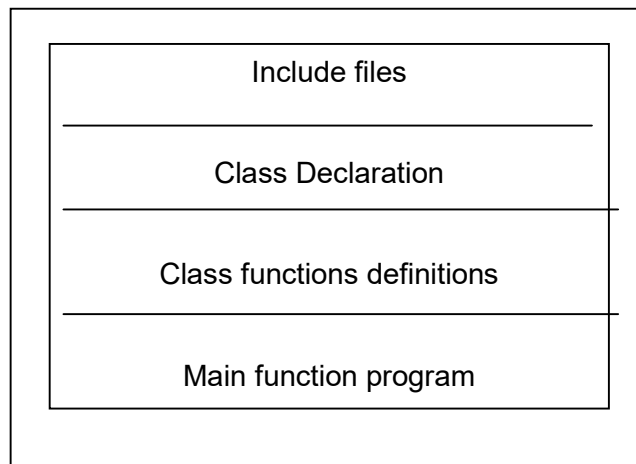 Include files
Class Declaration
Class functions definitions
Main function program